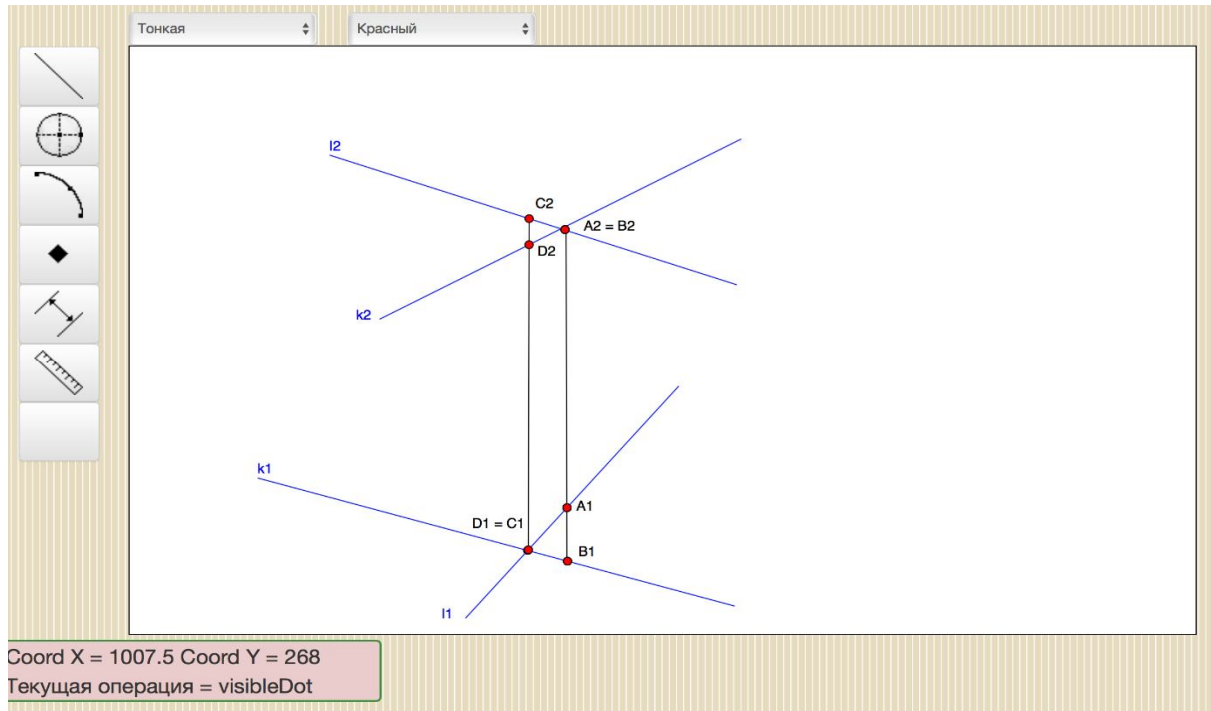 Тонкая
Красный
l2
C2
A2 = B2
D2
k2
k1
A1
D1 = C1
B1
l1
Coord X = 1007.5 Coord Y = 268
Текущая операция = visibleDot